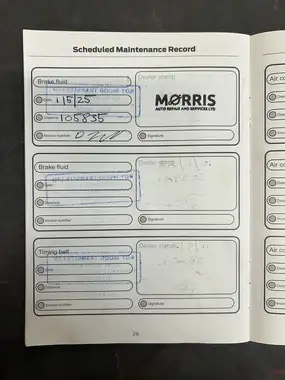 Scheduled Maintenance Record
Brake fluid
Dealer stamp
Date 1/5/25
Distance 105835
Invoice number
Signature
MORRIS
AUTO REPAIR AND SERVICES LTD
Air co
Brake fluid
Dealer stamp
Date
Distance
Invoice number
Signature
Air co
Timing belt
Dealer stamp
Date
Distance
Invoice number
Signature
Air co
26